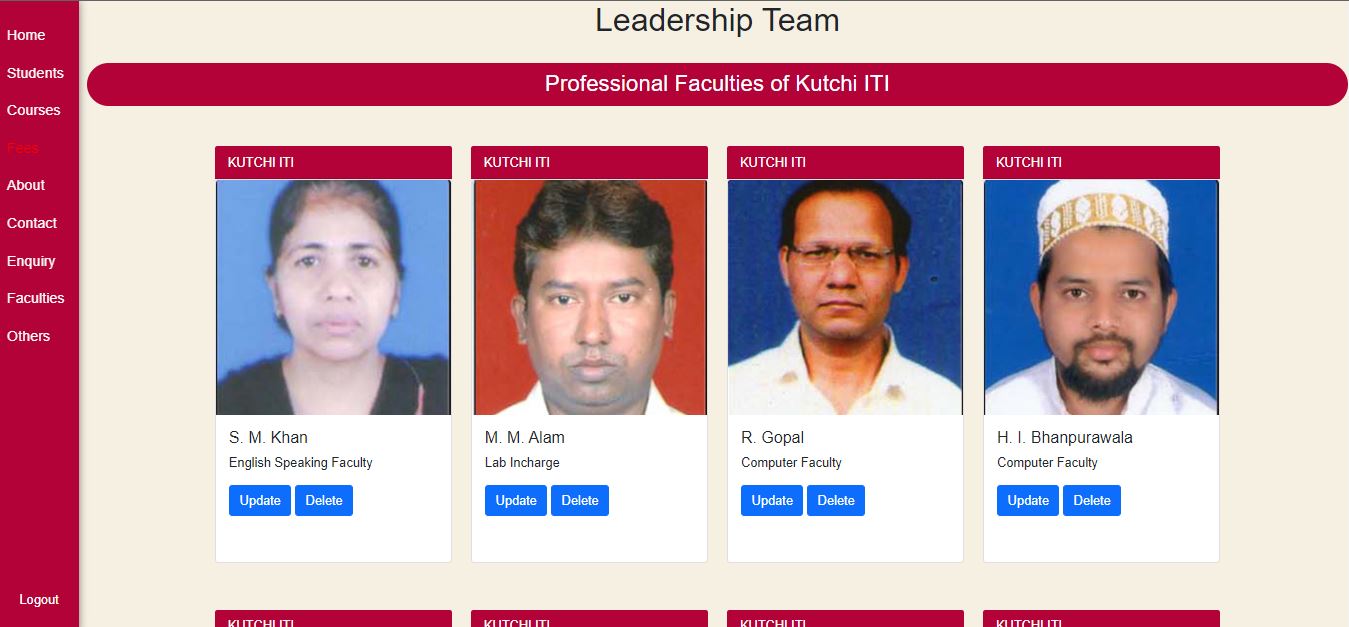 Leadership Team
Professional Faculties of Kutchi ITI
Home
Students
Courses
Fees
About
Contact
Enquiry
Faculties
Others
Logout
KUTCHI ITI
S. M. Khan
English Speaking Faculty
Update Delete
KUTCHI ITI
M. M. Alam
Lab Incharge
Update Delete
KUTCHI ITI
R. Gopal
Computer Faculty
Update Delete
KUTCHI ITI
H. I. Bhanpurawala
Computer Faculty
Update Delete
KUTCHI ITI
KUTCHI ITI
KUTCHI ITI
KUTCHI ITI